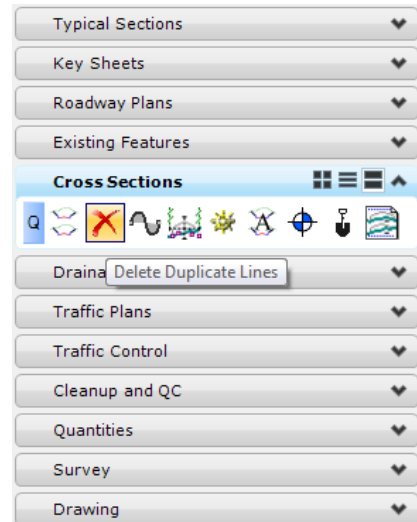 Typical Sections
Key Sheets
Roadway Plans
Existing Features
Cross Sections
Q
A
Draina
Delete Duplicate Lines
Traffic Plans
Traffic Control
Cleanup and QC
Quantities
Survey
Drawing